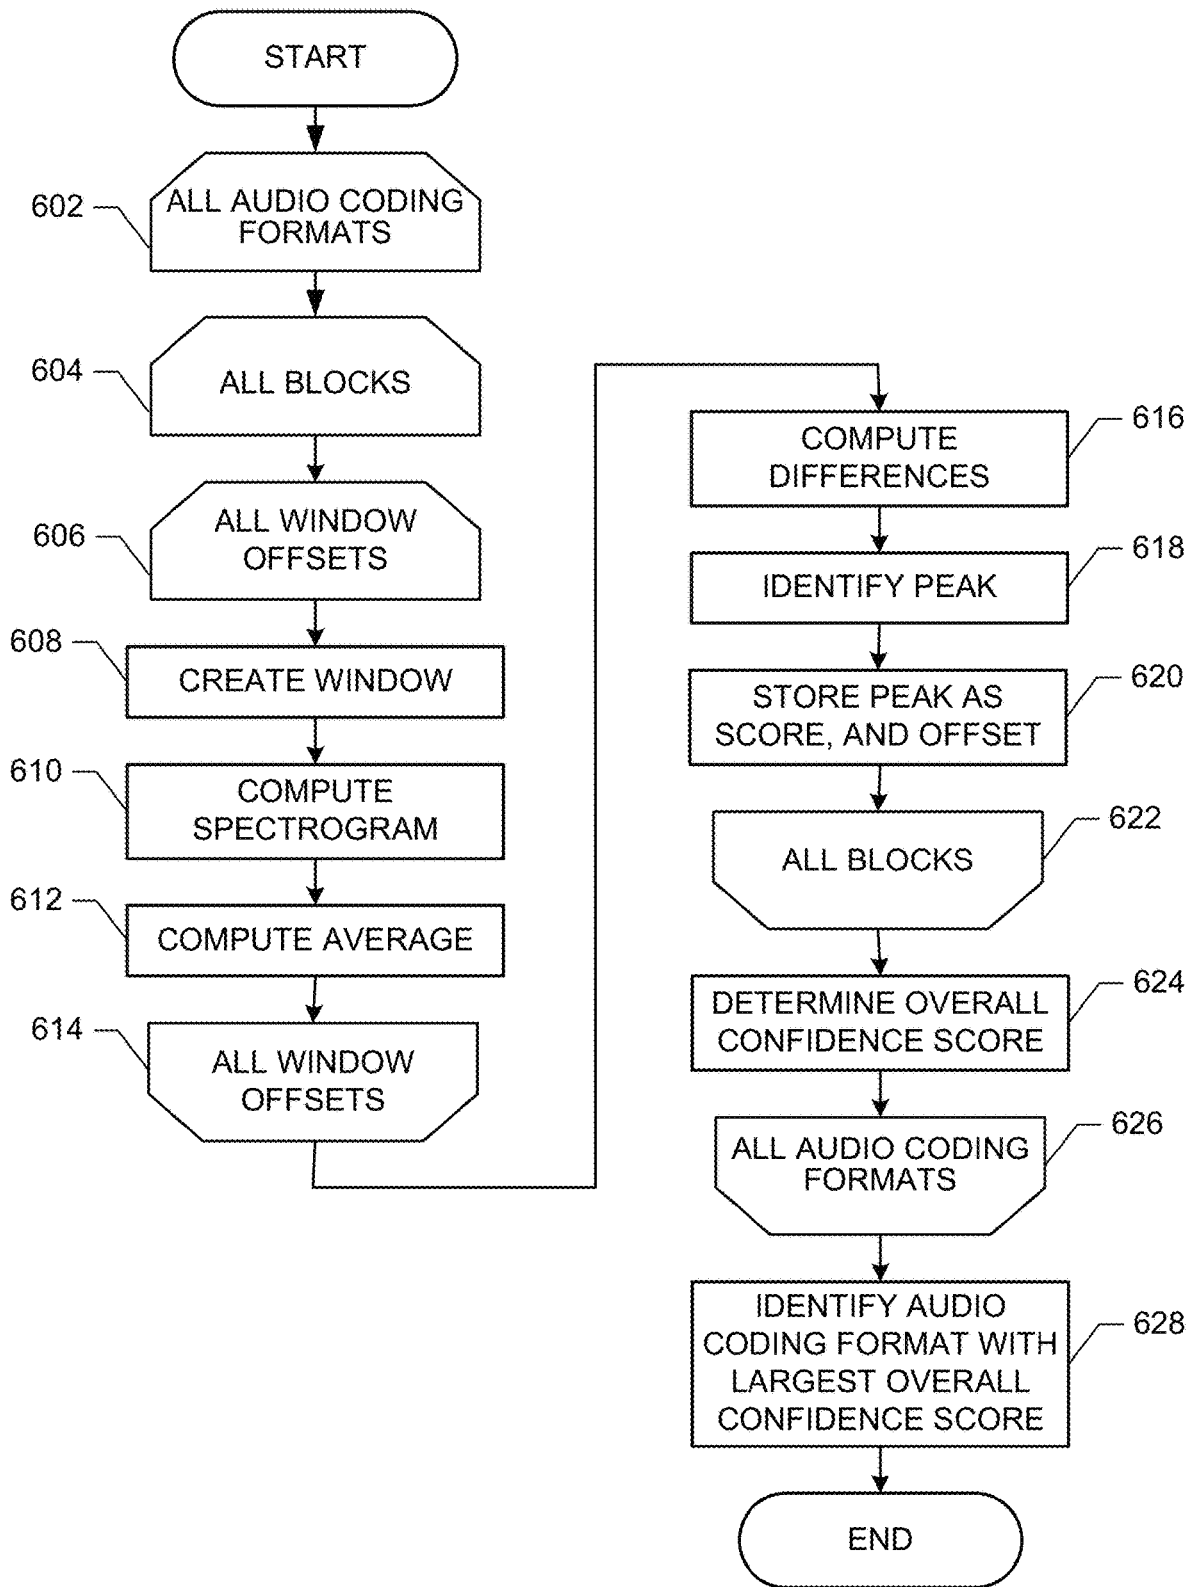 START
602
ALL AUDIO CODING
FORMATS
604
ALL BLOCKS
606
ALL WINDOW
OFFSETS
608
CREATE WINDOW
610
COMPUTE
SPECTROGRAM
612
COMPUTE AVERAGE
614
ALL WINDOW
OFFSETS
COMPUTE
DIFFERENCES
616
IDENTIFY PEAK
618
STORE PEAK AS
SCORE, AND OFFSET
620
ALL BLOCKS
622
DETERMINE OVERALL
CONFIDENCE SCORE
624
ALL AUDIO CODING
FORMATS
626
IDENTIFY AUDIO
CODING FORMAT WITH
LARGEST OVERALL
CONFIDENCE SCORE
628
END